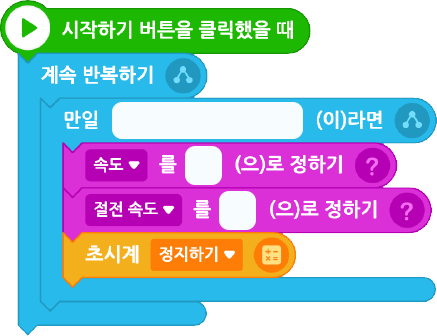 시작하기 버튼을 클릭했을 때
계속 반복하기
만일 (이)라면
속도 를 (으)로 정하기 ?
절전 속도 를 (으)로 정하기 ?
초시계 정지하기